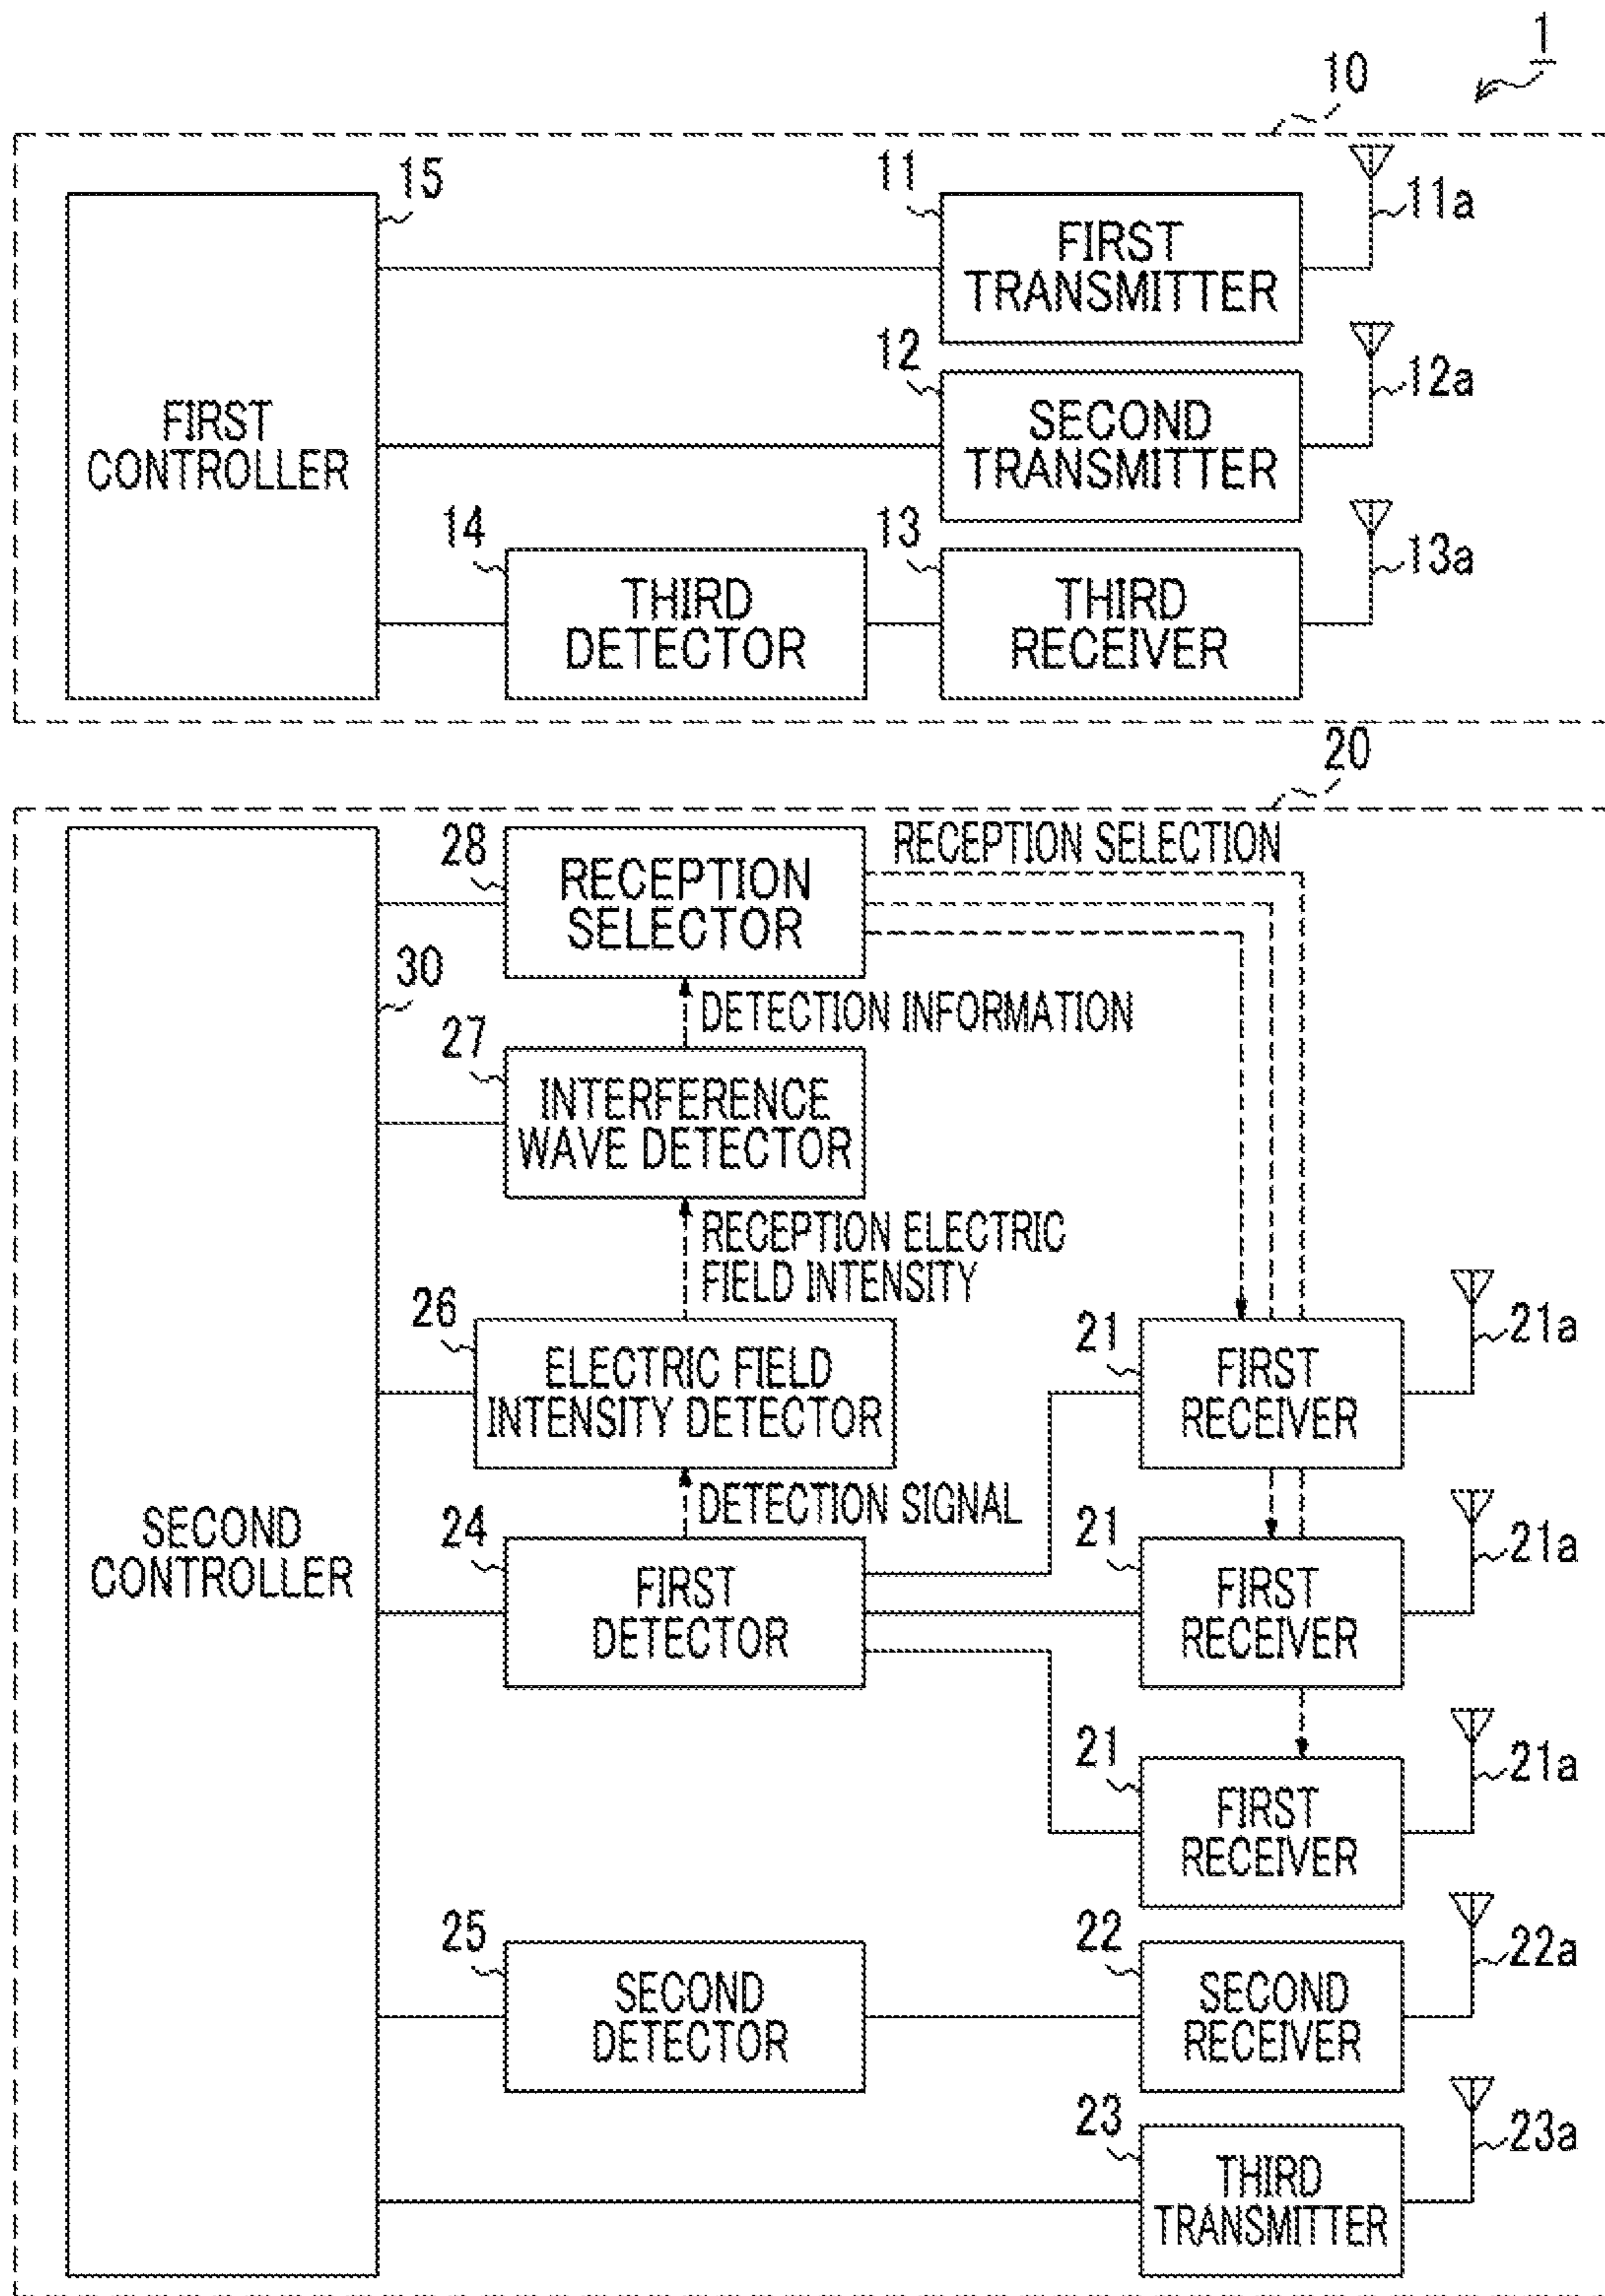 1
10
15
11
11a
FIRST
TRANSMITTER
12
12a
FIRST
CONTROLLER
SECOND
TRANSMITTER
14
13
13a
THIRD
DETECTOR
THIRD
RECEIVER
20
28
RECEPTION SELECTION
RECEPTION
SELECTOR
30
DETECTION INFORMATION
27
INTERFERENCE
WAVE DETECTOR
RECEPTION ELECTRIC
FIELD INTENSITY
26
21
21a
ELECTRIC FIELD
INTENSITY DETECTOR
FIRST
RECEIVER
DETECTION SIGNAL
SECOND
CONTROLLER
24
21
21a
FIRST
DETECTOR
FIRST
RECEIVER
21
21a
FIRST
RECEIVER
25
22
22a
SECOND
DETECTOR
SECOND
RECEIVER
23
23a
THIRD
TRANSMITTER